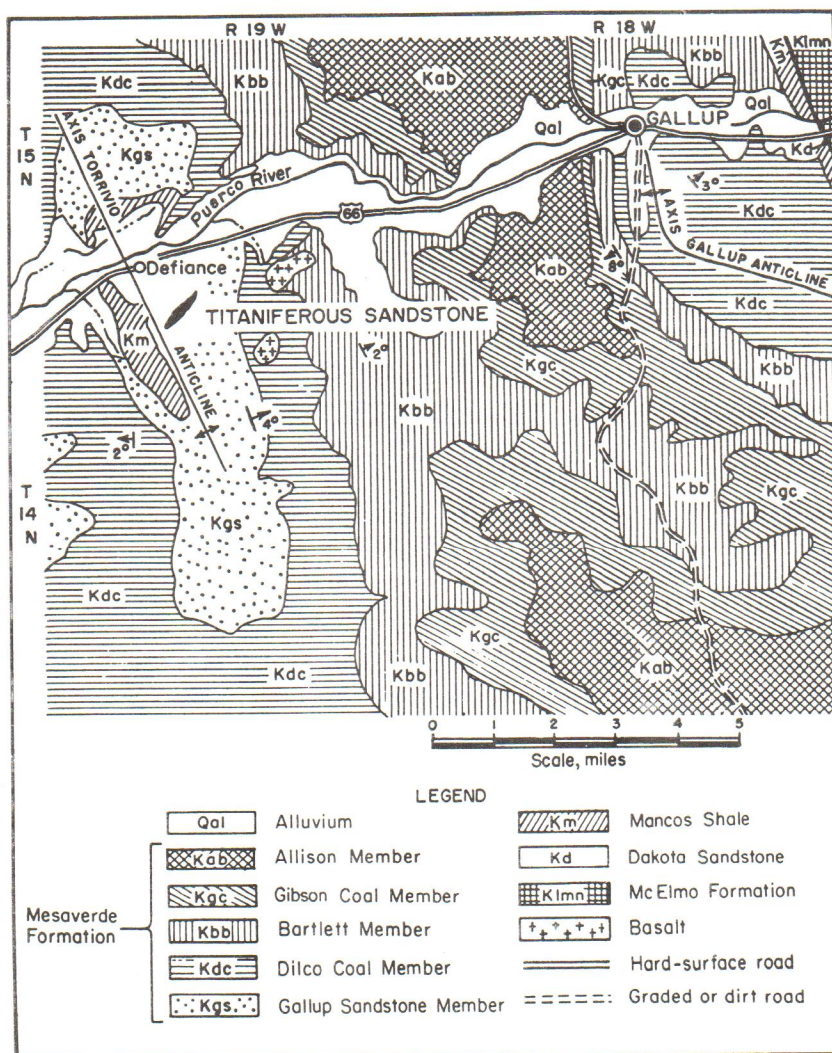 R 19 W R 18 W
Kdc Kbb Kab Kgc Kdc Kbb Km Klmn
T 15 N
AXIS TORRIVIO ANTICLINE
Kgs
Qal
GALLUP
Qal
Kd
Puerco River
66
3°
Kdc
AXIS GALLUP ANTICLINE
Defiance
Kab
8°
Kdc
TITANIFEROUS SANDSTONE
Km
2°
Kgc
Kbb
Kbb
4°
2°
T 14 N
Kgs
Kbb
Kgc
Kdc
Kgc
Kdc
Kbb
Kab
0 1 2 3 4 5
Scale, miles
LEGEND
Qal Alluvium
Kab Allison Member
Kgc Gibson Coal Member
Kbb Bartlett Member
Kdc Dilco Coal Member
Kgs Gallup Sandstone Member
Mesaverde Formation
Km Mancos Shale
Kd Dakota Sandstone
Klmn Mc Elmo Formation
Basalt
Hard-surface road
Graded or dirt road